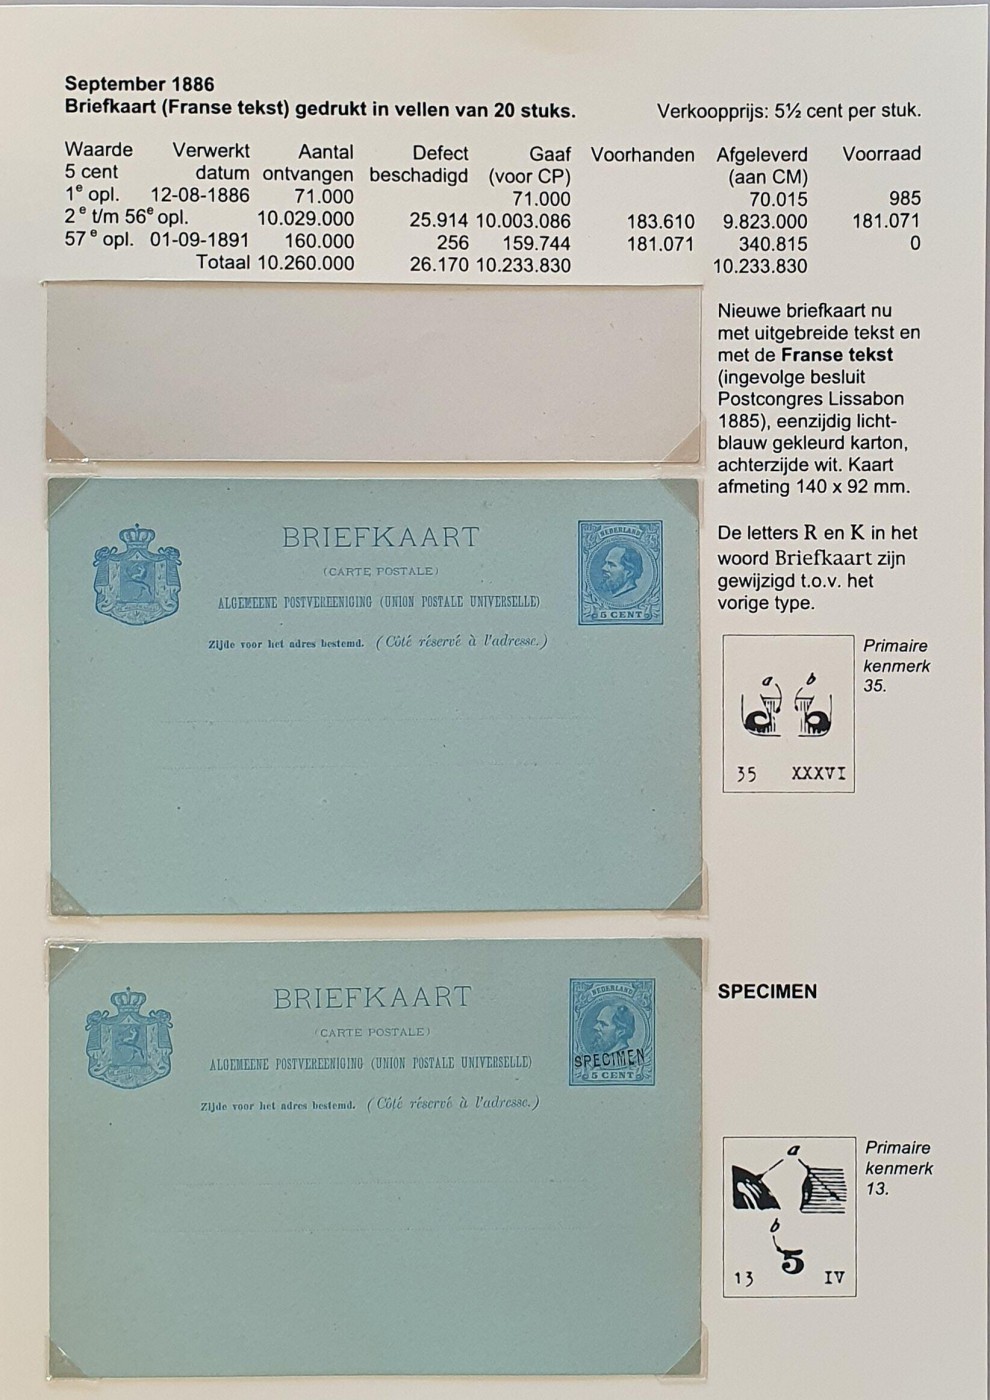 September 1886
Briefkaart (Franse tekst) gedrukt in vellen van 20 stuks. Verkoopprijs: 5½ cent per stuk.
Waarde Verwerkt Aantal Defect Gaaf Voorhanden Afgeleverd Voorraad
5 cent datum ontvangen beschadigd (voor CP) (aan CM)
1e opl. 12-08-1886 71.000 71.000 70.015 985
2e t/m 56e opl. 10.029.000 25.914 10.003.086 183.610 9.823.000 181.071
57e opl. 01-09-1891 160.000 256 159.744 181.071 340.815 0
Totaal 10.260.000 26.170 10.233.830 10.233.830
Nieuwe briefkaart nu
met uitgebreide tekst en
met de Franse tekst
(ingevolge besluit
Postcongres Lissabon
1885), eenzijdig licht-
blauw gekleurd karton,
achterzijde wit. Kaart
afmeting 140 x 92 mm.
De letters R en K in het
woord Briefkaart zijn
gewijzigd t.o.v. het
vorige type.
BRIEFKAART
(CARTE POSTALE)
ALGEMEENE POSTVEREENIGING (UNION POSTALE UNIVERSELLE)
Zijde voor het adres bestemd. (Côté réservé à l'adresse.)
NEDERLAND
5 CENT
a b
35 XXXVI
Primaire
kenmerk
35.
BRIEFKAART
(CARTE POSTALE)
ALGEMEENE POSTVEREENIGING (UNION POSTALE UNIVERSELLE)
Zijde voor het adres bestemd. (Côté réservé à l'adresse.)
NEDERLAND
SPECIMEN
5 CENT
SPECIMEN
a
b
5
13 IV
Primaire
kenmerk
13.